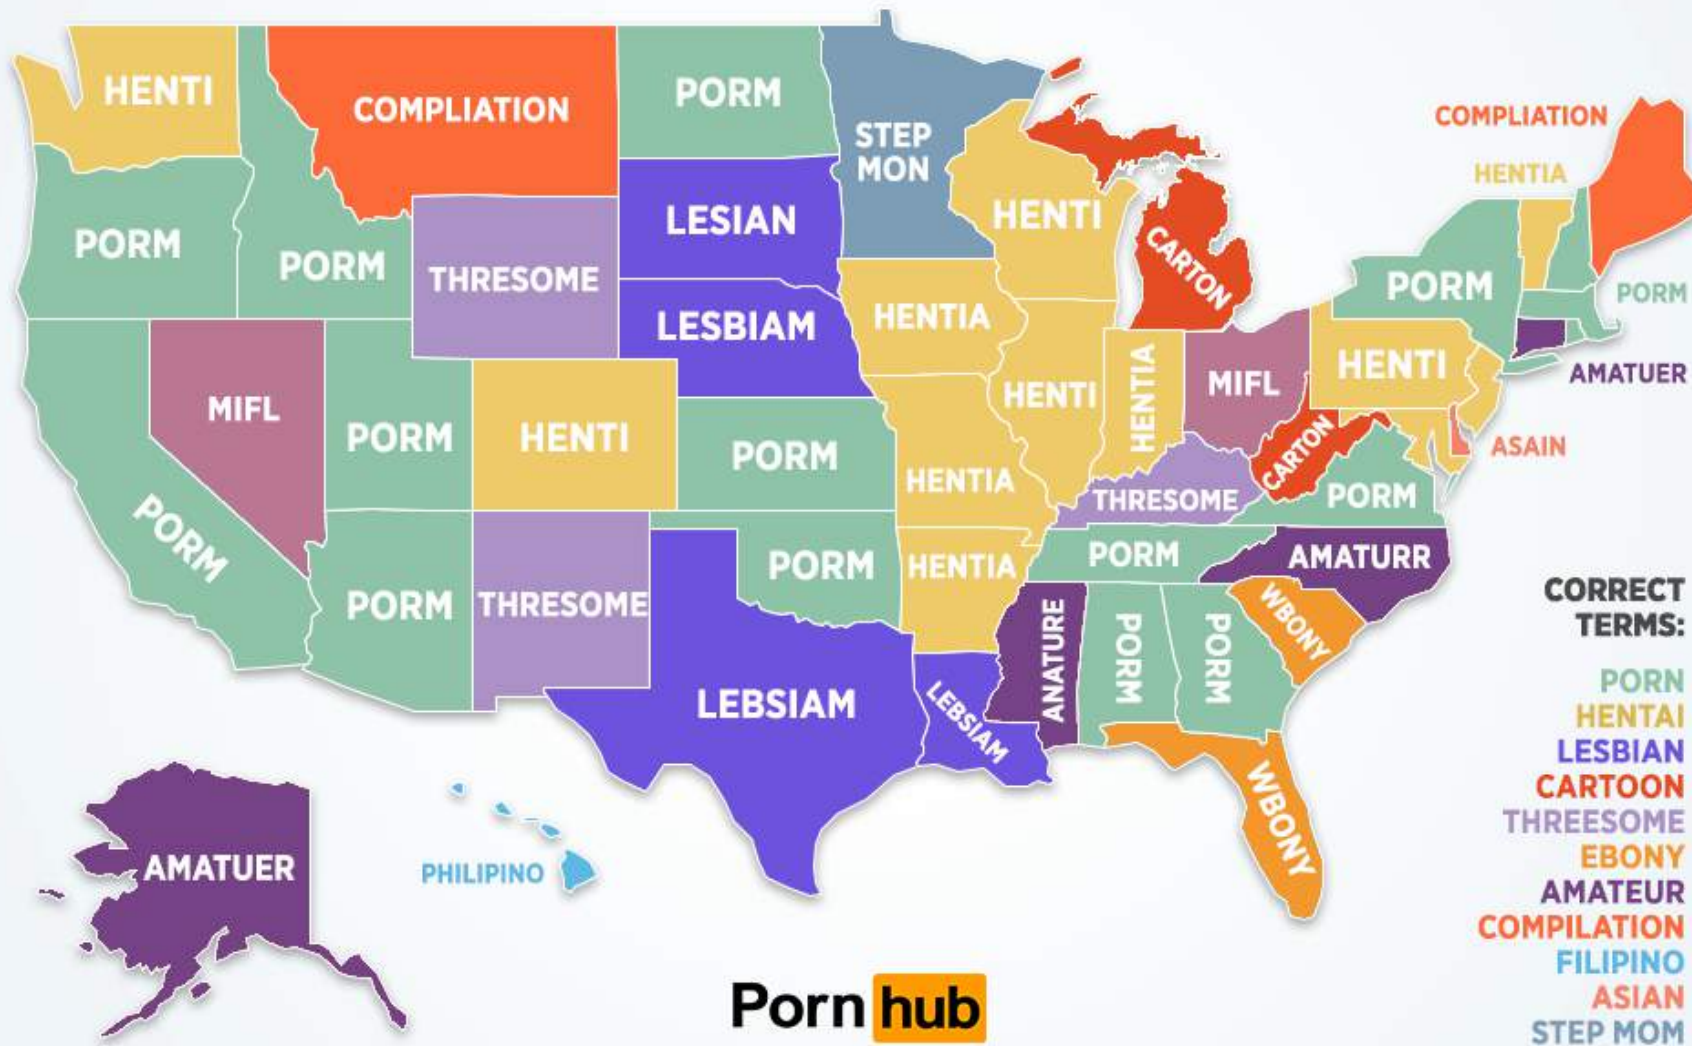 HENTI
COMPLIATION
PORM
STEP
MON
COMPLIATION
HENTIA
PORM
PORM
THRESOME
LESIAN
HENTI
CARTON
PORM
PORM
LESBIAM
HENTIA
HENTI
HENTIA
MIFL
HENTI
AMATUER
MIFL
PORM
HENTI
PORM
HENTIA
CARTON
ASAIN
THRESOME
PORM
PORM
PORM
THRESOME
PORM
HENTIA
PORM
AMATURR
ANATURE
PORM
PORM
WBONY
LEBSIAM
LEBSIAM
WBONY
AMATUER
PHILIPINO
CORRECT
TERMS:
PORN
HENTAI
LESBIAN
CARTOON
THREESOME
EBONY
AMATEUR
COMPILATION
FILIPINO
ASIAN
STEP MOM
Porn hub